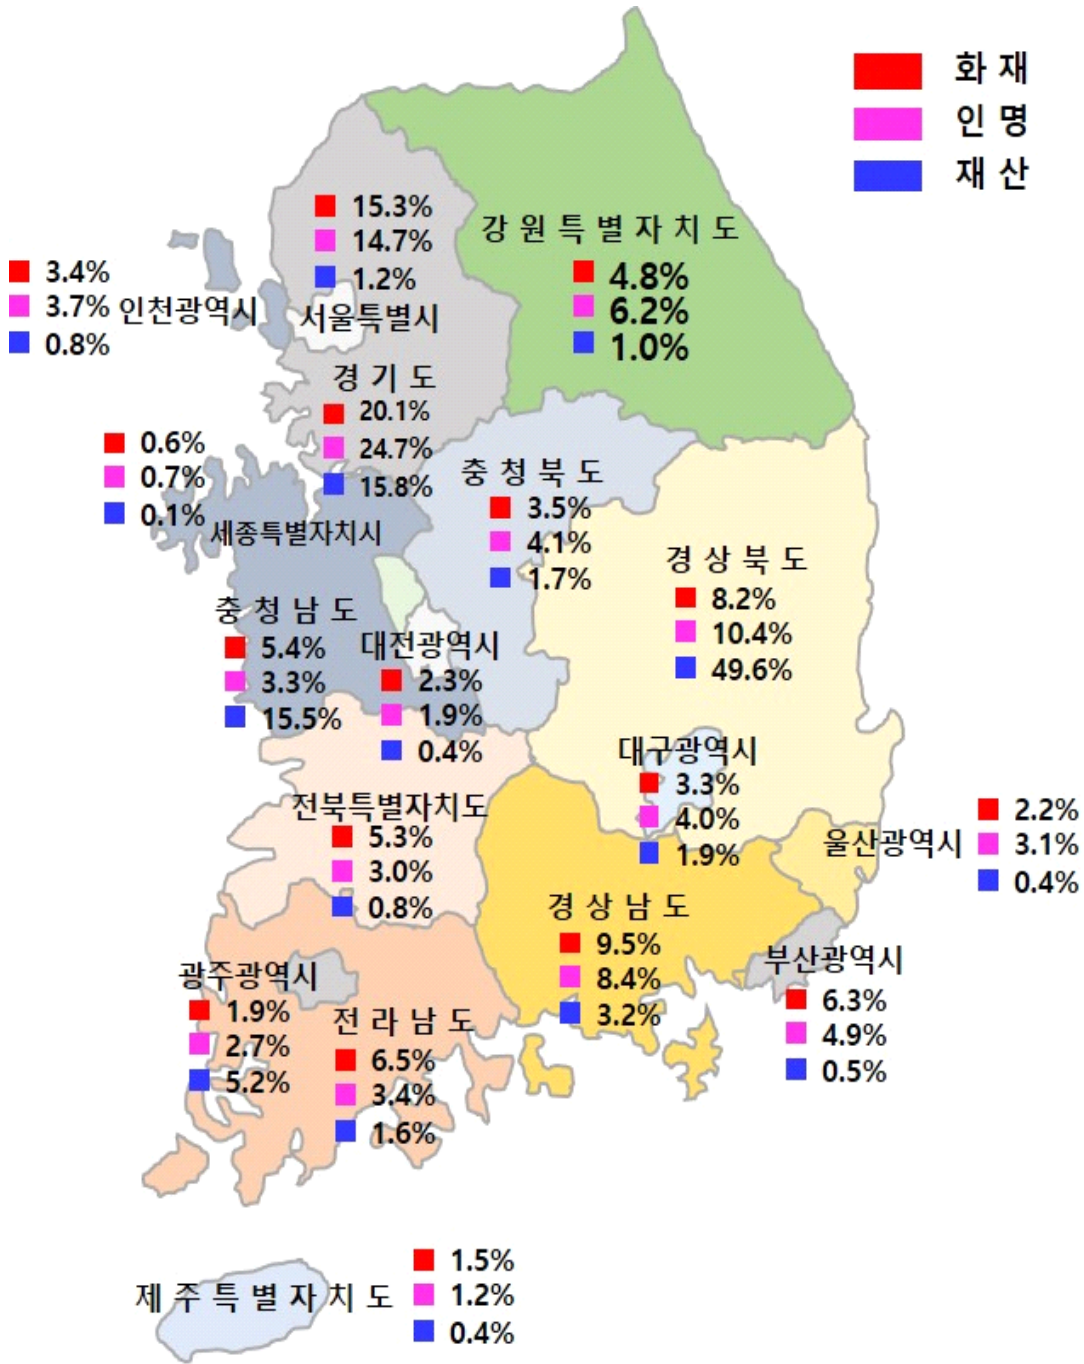 화 재
인 명
재 산
15.3%
14.7%
1.2%
서울특별시
강 원 특 별 자 치 도
4.8%
6.2%
1.0%
3.4%
3.7%
0.8%
인천광역시
경 기 도
20.1%
24.7%
15.8%
0.6%
0.7%
0.1%
세종특별자치시
충 청 북 도
3.5%
4.1%
1.7%
경 상 북 도
8.2%
10.4%
49.6%
충 청 남 도
5.4%
3.3%
15.5%
대전광역시
2.3%
1.9%
0.4%
대구광역시
3.3%
4.0%
1.9%
전북특별자치도
5.3%
3.0%
0.8%
울산광역시
2.2%
3.1%
0.4%
경 상 남 도
9.5%
8.4%
3.2%
부산광역시
6.3%
4.9%
0.5%
광주광역시
1.9%
2.7%
5.2%
전 라 남 도
6.5%
3.4%
1.6%
제 주 특 별 자 치 도
1.5%
1.2%
0.4%